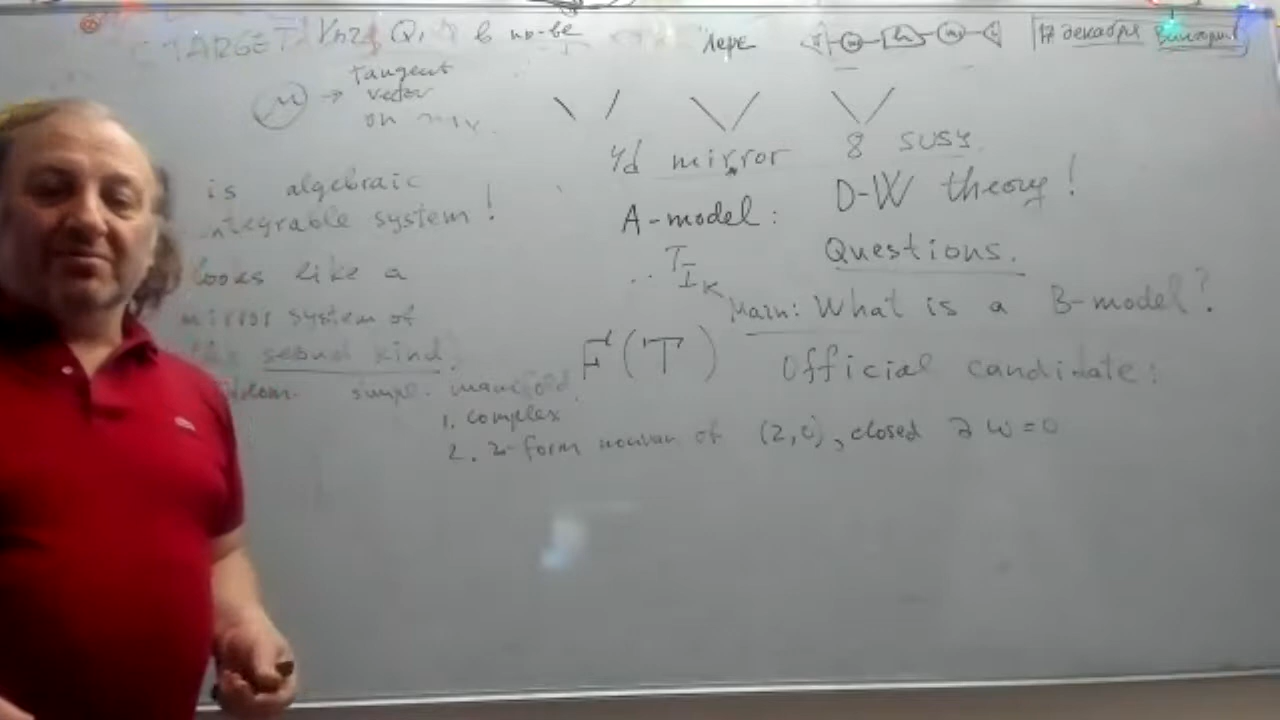 TARGET
Q, в
Лере
17 декабря
tangent
vector
on
4d mirror
8 susy
is algebraic
system!
A-model:
D-W theory!
Questions.
looks like a
T I K
Main: What is a B-model?
mirror system of
second kind.
F(T)
Official candidate:
1. complex
2. 2-form of (2,0), closed ∂ω=0